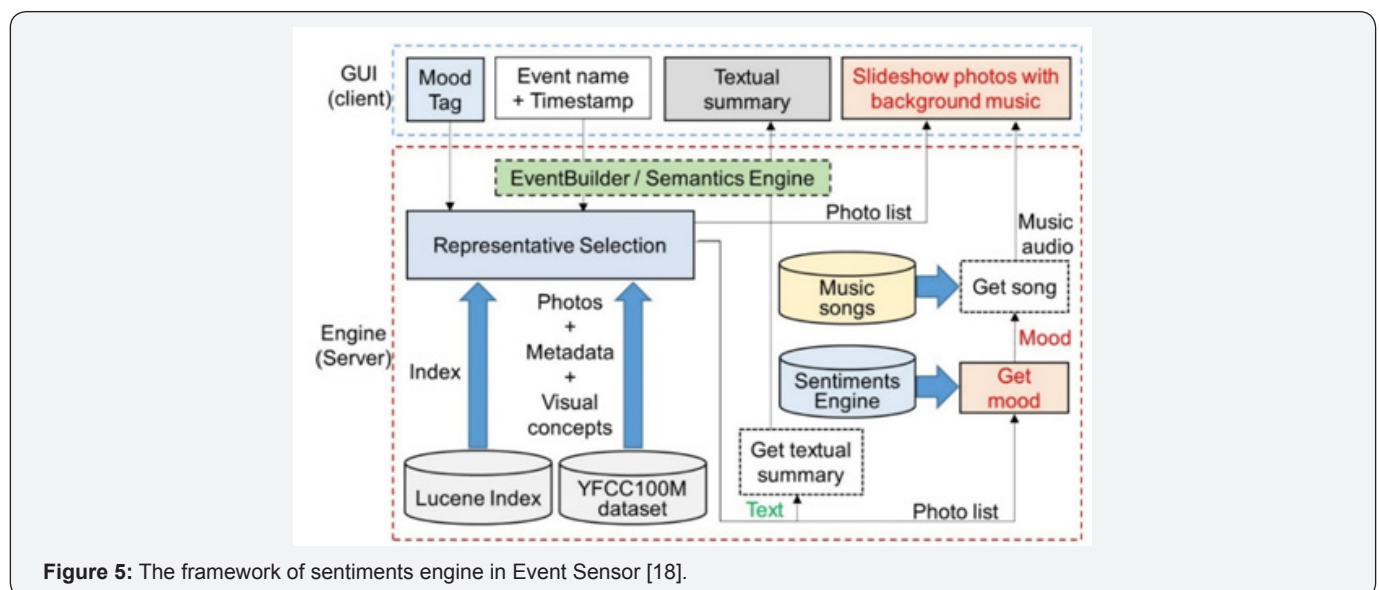 GUI
(client)
Mood
Tag
Event name
+ Timestamp
Textual
summary
Slideshow photos with
background music
EventBuilder / Semantics Engine
Photo list
Representative Selection
Music
audio
Music
songs
Get song
Photos
+
Metadata
+
Visual
concepts
Engine
(Server)
Index
Mood
Sentiments
Engine
Get
mood
Get textual
summary
Lucene Index
YFCC100M
dataset
Text
Photo list
Figure 5: The framework of sentiments engine in Event Sensor [18].